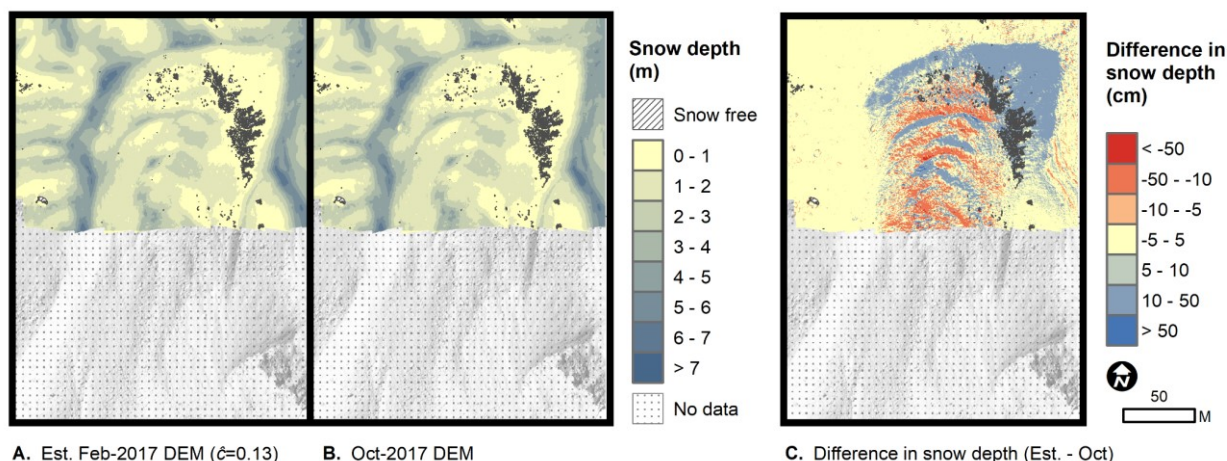 Snow depth
(m)
Snow free
0 - 1
1 - 2
2 - 3
3 - 4
4 - 5
5 - 6
6 - 7
> 7
No data
Difference in
snow depth
(cm)
< -50
-50 - -10
-10 - -5
-5 - 5
5 - 10
10 - 50
> 50
N
50
M
A. Est. Feb-2017 DEM (ĉ=0.13)
B. Oct-2017 DEM
C. Difference in snow depth (Est. - Oct)